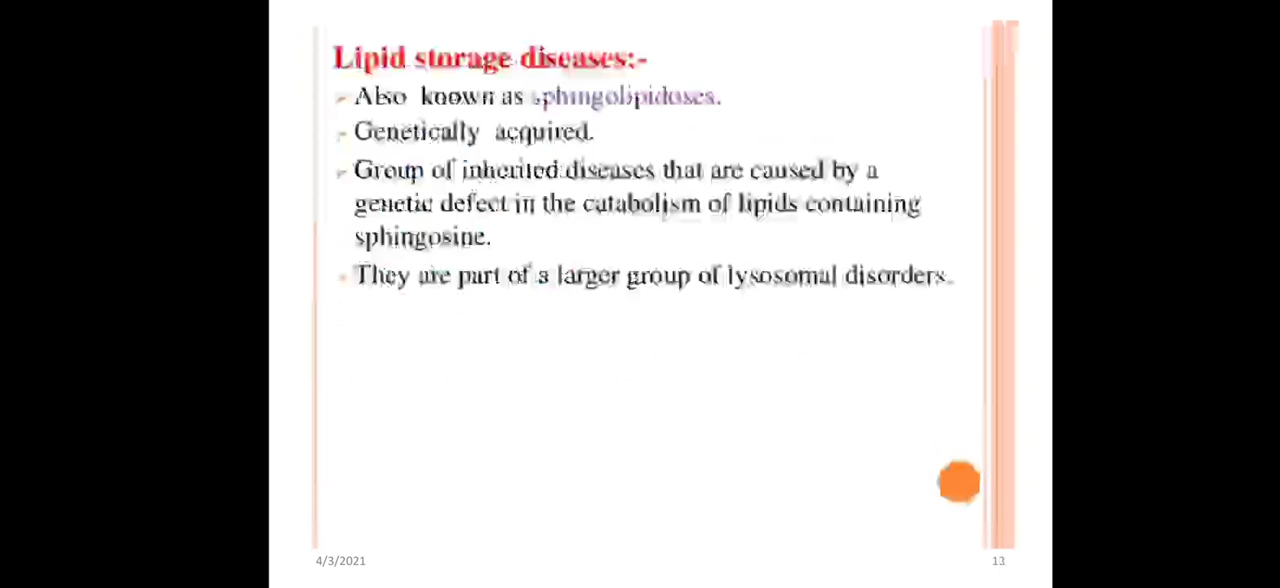 Lipid storage diseases:-
Also known as sphingolipidoses.
Genetically acquired.
Group of inherited diseases that are caused by a
genetic defect in the catabolism of lipids containing
sphingosine.
They are part of a larger group of lysosomal disorders.
4/3/2021
13